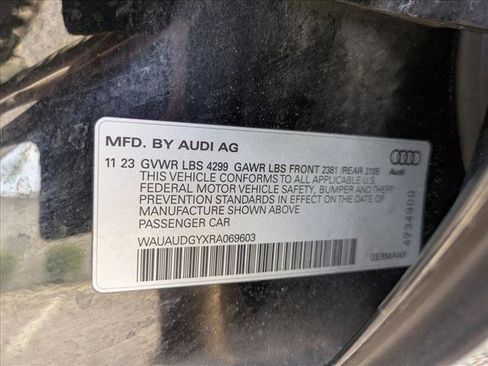 MFD. BY AUDI AG
11 23 GVWR LBS 4299 GAWR LBS FRONT 2381 /REAR 2105
THIS VEHICLE CONFORMS TO ALL APPLICABLE U.S.
FEDERAL MOTOR VEHICLE SAFETY, BUMPER AND THEFT
PREVENTION STANDARDS IN EFFECT ON THE DATE OF
MANUFACTURE SHOWN ABOVE
PASSENGER CAR
WAUAUDGYXRA069603
Audi
4734900
GERMANY